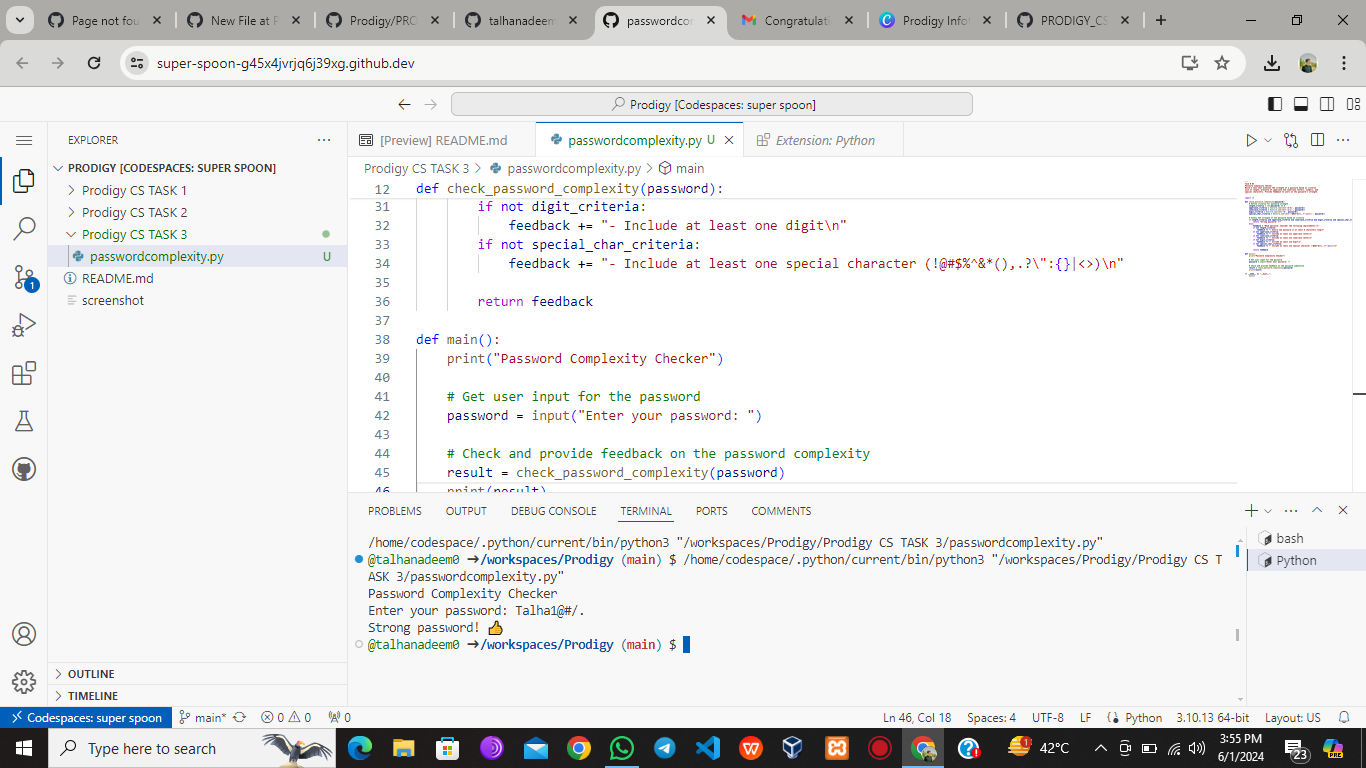 Page not fou
New File at P
Prodigy/PRO
talhanadeem
passwordcor
Congratulati
Prodigy Infot
PRODIGY_CS
super-spoon-g45x4jvrjq6j39xg.github.dev
Prodigy [Codespaces: super spoon]
EXPLORER
[Preview] README.md
passwordcomplexity.py U
Extension: Python
PRODIGY [CODESPACES: SUPER SPOON]
Prodigy CS TASK 1
Prodigy CS TASK 2
Prodigy CS TASK 3
passwordcomplexity.py U
README.md
screenshot
1
Prodigy CS TASK 3 > passwordcomplexity.py > main
12 def check_password_complexity(password):
31 if not digit_criteria:
32 feedback += "- Include at least one digit\n"
33 if not special_char_criteria:
34 feedback += "- Include at least one special character (!@#$%^&*(),.?\":{}|<>)\n"
35
36 return feedback
37
38 def main():
39 print("Password Complexity Checker")
40
41 # Get user input for the password
42 password = input("Enter your password: ")
43
44 # Check and provide feedback on the password complexity
45 result = check_password_complexity(password)
46 print(result)
PROBLEMS OUTPUT DEBUG CONSOLE TERMINAL PORTS COMMENTS
/home/codespace/.python/current/bin/python3 "/workspaces/Prodigy/Prodigy CS TASK 3/passwordcomplexity.py"
@talhanadeem0 ➜/workspaces/Prodigy (main) $ /home/codespace/.python/current/bin/python3 "/workspaces/Prodigy/Prodigy CS T
ASK 3/passwordcomplexity.py"
Password Complexity Checker
Enter your password: Talha1@#/.
Strong password! 👍
@talhanadeem0 ➜/workspaces/Prodigy (main) $
bash
Python
OUTLINE
TIMELINE
Codespaces: super spoon main* 0 0 0 Ln 46, Col 18 Spaces: 4 UTF-8 LF Python 3.10.13 64-bit Layout: US
Type here to search
1
42°C
3:55 PM
6/1/2024
23
PRE